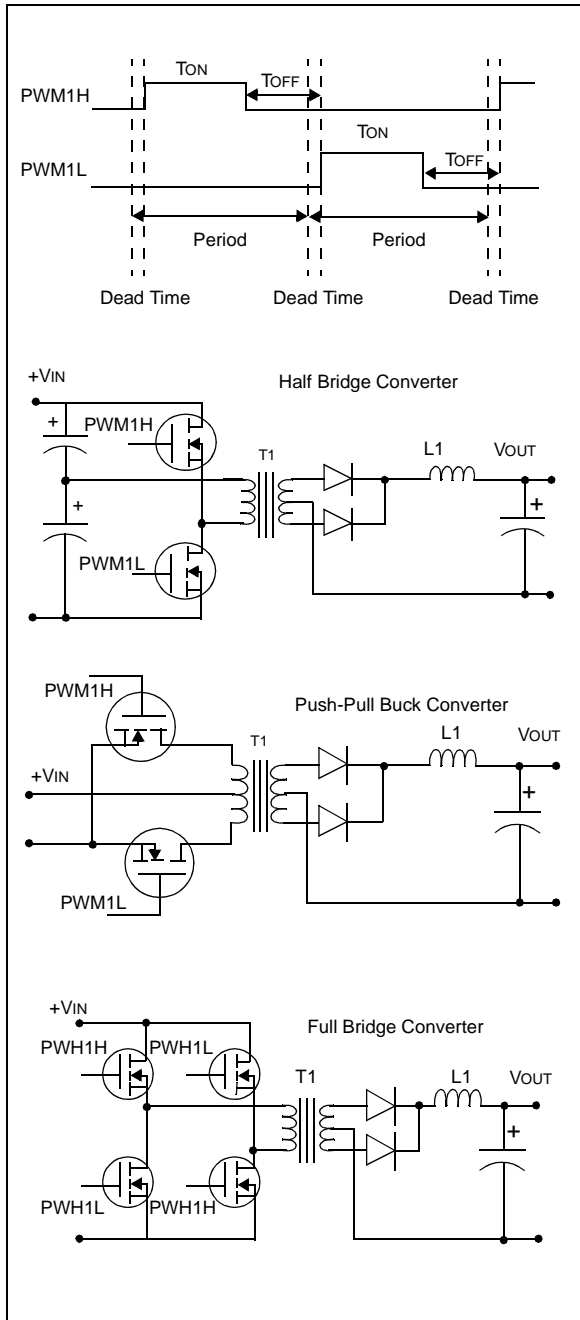 TON
TOFF
PWM1H
TON
TOFF
PWM1L
Period Period
Dead Time Dead Time Dead Time
+VIN
Half Bridge Converter
PWM1H
T1
L1
VOUT
+
+
+
PWM1L
PWM1H
Push-Pull Buck Converter
T1
L1
VOUT
+VIN
+
PWM1L
+VIN
Full Bridge Converter
PWH1H PWH1L
T1
L1
VOUT
+
PWH1L PWH1H